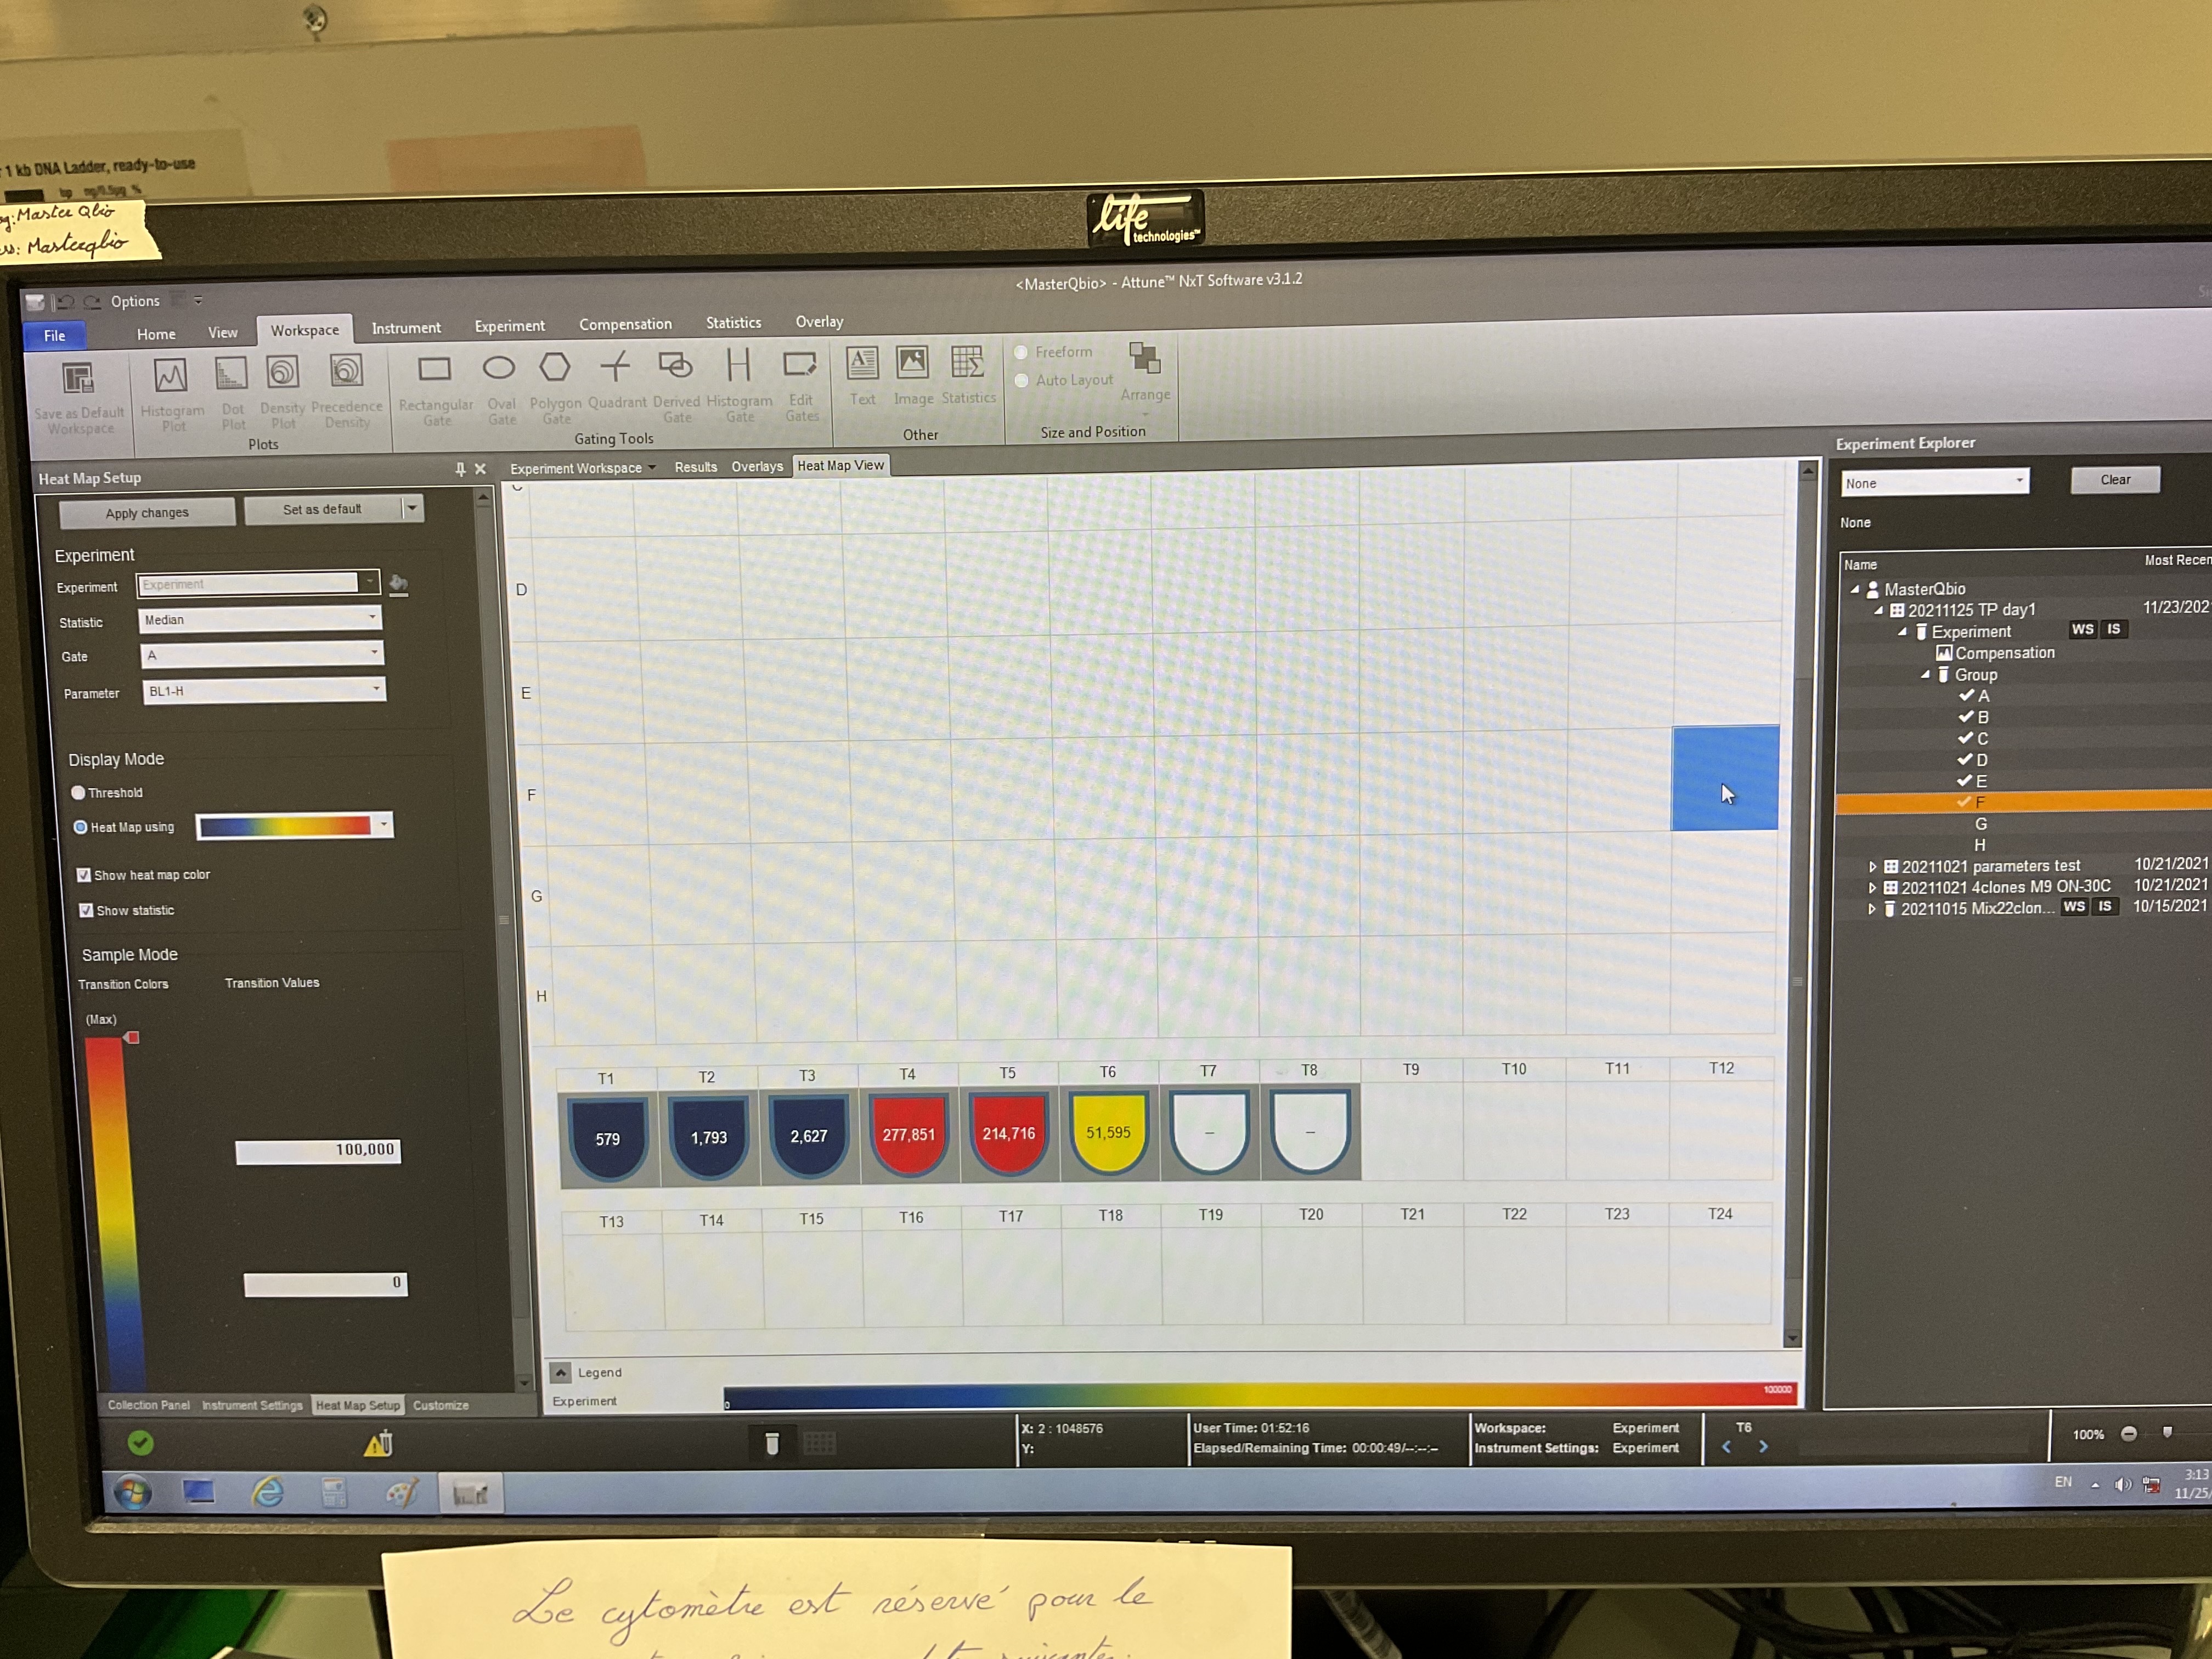 1 kb DNA Ladder, ready-to-use
bp ng/0.5µg %
Master Qbio
Masterqbio
life
technologies™
<MasterQbio> - Attune™ NxT Software v3.1.2
Options
File Home View Workspace Instrument Experiment Compensation Statistics Overlay
Save as Default Workspace
Histogram Plot
Dot Plot
Density Plot
Precedence Density
Plots
Rectangular Gate
Oval Gate
Polygon Gate
Quadrant
Derived Gate
Histogram Gate
Edit Gates
Gating Tools
Text
Image
Statistics
Other
Freeform
Auto Layout
Arrange
Size and Position
Heat Map Setup
Apply changes
Set as default
Experiment
Experiment Experiment
Statistic Median
Gate A
Parameter BL1-H
Display Mode
Threshold
Heat Map using
Show heat map color
Show statistic
Sample Mode
Transition Colors Transition Values
(Max)
100,000
0
Collection Panel Instrument Settings Heat Map Setup Customize
Experiment Workspace Results Overlays Heat Map View
C
D
E
F
G
H
T1 T2 T3 T4 T5 T6 T7 T8 T9 T10 T11 T12
579 1,793 2,627 277,851 214,716 51,595 – –
T13 T14 T15 T16 T17 T18 T19 T20 T21 T22 T23 T24
Legend
Experiment
0 100000
Experiment Explorer
None
Clear
None
Name Most Recen
MasterQbio
20211125 TP day1 11/23/202
Experiment WS IS
Compensation
Group
A
B
C
D
E
F
G
H
20211021 parameters test 10/21/2021
20211021 4clones M9 ON-30C 10/21/2021
20211015 Mix22clon... WS IS 10/15/2021
X: 2 : 1048576
Y:
User Time: 01:52:16
Elapsed/Remaining Time: 00:00:49/--:--:--
Workspace: Experiment
Instrument Settings: Experiment
T6
100%
EN
3:13
11/25/
Le cytomètre est réservé pour le
suivante: